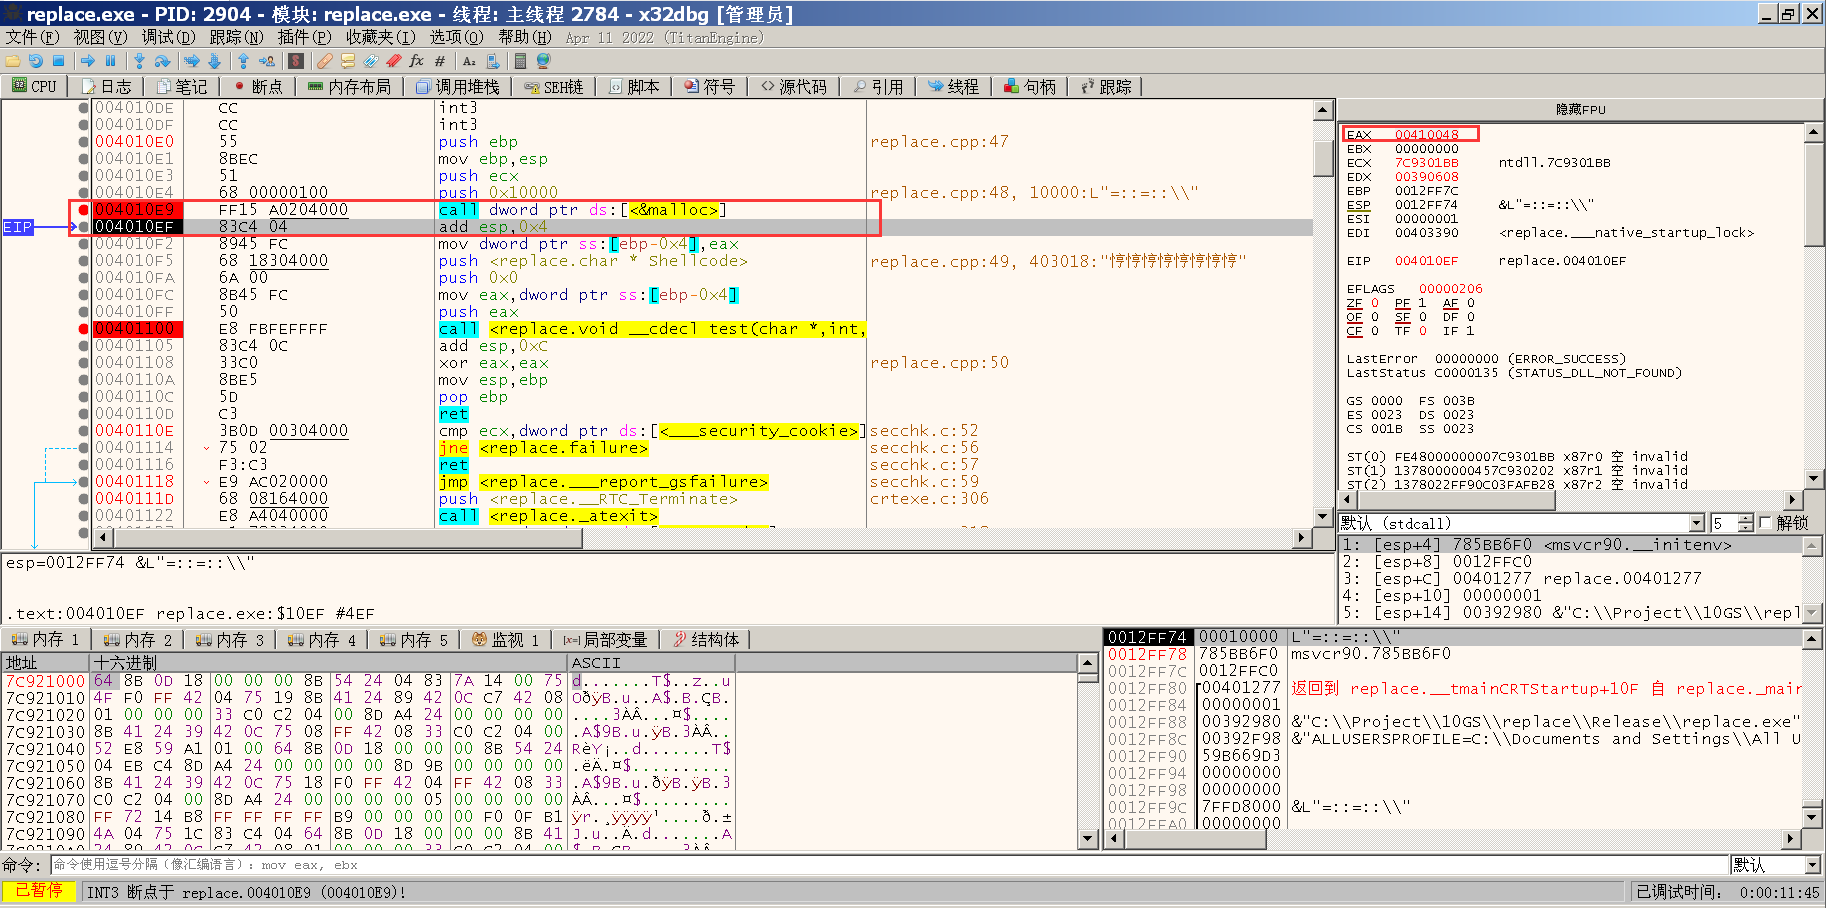 replace.exe - PID: 2904 - 模块: replace.exe - 线程: 主线程 2784 - x32dbg [管理员]
文件(F) 视图(V) 调试(D) 跟踪(N) 插件(P) 收藏夹(I) 选项(O) 帮助(H) Apr 11 2022 (TitanEngine)
CPU 日志 笔记 断点 内存布局 调用堆栈 SEH链 脚本 符号 源代码 引用 线程 句柄 跟踪
004010DE CC int3
004010DF CC int3
004010E0 55 push ebp replace.cpp:47
004010E1 8BEC mov ebp,esp
004010E3 51 push ecx
004010E4 68 00000100 push 0x10000 replace.cpp:48, 10000:L"=::=::\\"
004010E9 FF15 A0204000 call dword ptr ds:[<&malloc>]
EIP 004010EF 83C4 04 add esp,0x4
004010F2 8945 FC mov dword ptr ss:[ebp-0x4],eax
004010F5 68 18304000 push <replace.char * Shellcode> replace.cpp:49, 403018:"悙悙悙悙悙悙悙悙"
004010FA 6A 00 push 0x0
004010FC 8B45 FC mov eax,dword ptr ss:[ebp-0x4]
004010FF 50 push eax
00401100 E8 FBFEFFFF call <replace.void __cdecl test(char *,int,
00401105 83C4 0C add esp,0xC
00401108 33C0 xor eax,eax replace.cpp:50
0040110A 8BE5 mov esp,ebp
0040110C 5D pop ebp
0040110D C3 ret
0040110E 3B0D 00304000 cmp ecx,dword ptr ds:[<___security_cookie>] secchk.c:52
00401114 75 02 jne <replace.failure> secchk.c:56
00401116 F3:C3 ret secchk.c:57
00401118 E9 AC020000 jmp <replace.___report_gsfailure> secchk.c:59
0040111D 68 08164000 push <replace.__RTC_Terminate> crtexe.c:306
00401122 E8 A4040000 call <replace._atexit>
隐藏FPU
EAX 00410048
EBX 00000000
ECX 7C9301BB ntdll.7C9301BB
EDX 00390608
EBP 0012FF7C
ESP 0012FF74 &L"=::=::\\"
ESI 00000001
EDI 00403390 <replace.___native_startup_lock>
EIP 004010EF replace.004010EF
EFLAGS 00000206
ZF 0 PF 1 AF 0
OF 0 SF 0 DF 0
CF 0 TF 0 IF 1
LastError 00000000 (ERROR_SUCCESS)
LastStatus C0000135 (STATUS_DLL_NOT_FOUND)
GS 0000 FS 003B
ES 0023 DS 0023
CS 001B SS 0023
ST(0) FE48000000007C9301BB x87r0 空 invalid
ST(1) 1378000000457C930202 x87r1 空 invalid
ST(2) 1378022FF90C03AFAFB28 x87r2 空 invalid
默认 (stdcall) 5 解锁
1: [esp+4] 785BB6F0 <msvcr90.__initenv>
2: [esp+8] 0012FFC0
3: [esp+C] 00401277 replace.00401277
4: [esp+10] 00000001
5: [esp+14] 00392980 &"C:\\Project\\10GS\\repl
esp=0012FF74 &L"=::=::\\"
.text:004010EF replace.exe:$10EF #4EF
内存 1 内存 2 内存 3 内存 4 内存 5 监视 1 [x=]局部变量 结构体
地址 十六进制 ASCII
7C921000 64 8B 0D 18 00 00 00 8B 54 24 04 83 7A 14 00 75 d.......T$..z..u
7C921010 4F F0 FF 42 04 75 19 8B 41 24 89 42 0C C7 42 08 OðÿB.u..A$.B.ÇB.
7C921020 01 00 00 00 33 C0 C2 04 00 8D A4 24 00 00 00 00 ....3ÀÂ...¤$....
7C921030 8B 41 24 39 42 0C 75 08 FF 42 08 33 C0 C2 04 00 .A$9B.u.ÿB.3ÀÂ..
7C921040 52 E8 59 A1 01 00 64 8B 0D 18 00 00 00 8B 54 24 RèY¡..d.......T$
7C921050 04 EB C4 8D A4 24 00 00 00 00 8D 9B 00 00 00 00 .ëÄ.¤$..........
7C921060 8B 41 24 39 42 0C 75 18 F0 FF 42 04 FF 42 08 33 .A$9B.u.ðÿB.ÿB.3
7C921070 C0 C2 04 00 8D A4 24 00 00 00 00 05 00 00 00 00 ÀÂ...¤$.........
7C921080 FF 72 14 B8 FF FF FF FF B9 00 00 00 00 F0 0F B1 ÿr.¸ÿÿÿÿ¹....ð.±
7C921090 4A 04 75 1C 83 C4 04 64 8B 0D 18 00 00 00 8B 41 J.u..Ä.d.......A
0012FF74 00010000 L"=::=::\\"
0012FF78 785BB6F0 msvcr90.785BB6F0
0012FF7C 0012FFC0
0012FF80 00401277 返回到 replace.__tmainCRTStartup+10F 自 replace._main
0012FF84 00000001
0012FF88 00392980 &"C:\\Project\\10GS\\replace\\Release\\replace.exe"
0012FF8C 00392F98 &"ALLUSERSPROFILE=C:\\Documents and Settings\\All U
0012FF90 59B669D3
0012FF94 00000000
0012FF98 00000000
0012FF9C 7FFD8000 &L"=::=::\\"
0012FFA0 00000000
命令: 命令使用逗号分隔（像汇编语言）: mov eax, ebx 默认
已暂停 INT3 断点于 replace.004010E9 (004010E9)! 已调试时间: 0:00:11:45